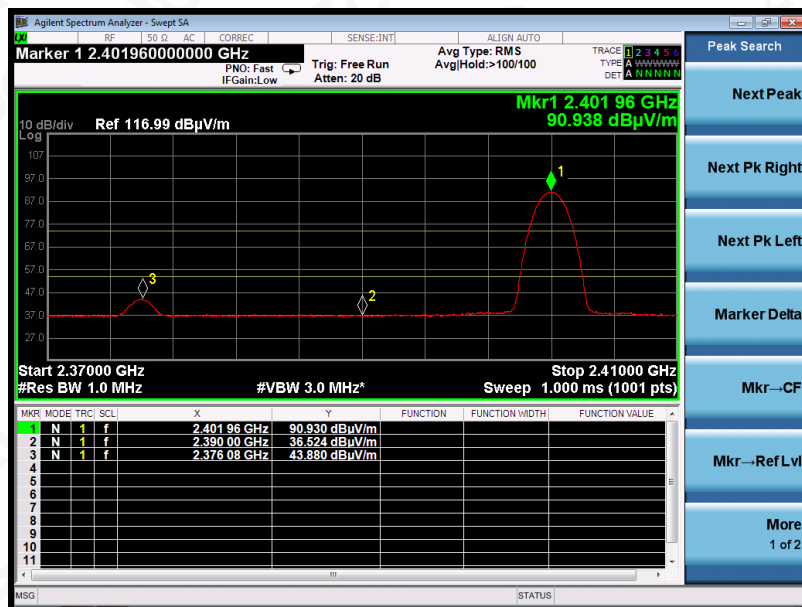 Agilent Spectrum Analyzer - Swept SA
LXI RF 50 Ω AC CORREC SENSE:INT ALIGN AUTO
Marker 1 2.401960000000 GHz
PNO: Fast
IFGain:Low
Trig: Free Run
Atten: 20 dB
Avg Type: RMS
Avg|Hold:>100/100
TRACE 1 2 3 4 5 6
TYPE A WWWWW
DET A N N N N N
Mkr1 2.401 96 GHz
90.938 dBµV/m
10 dB/div Ref 116.99 dBµV/m
Log
107
97.0
87.0
77.0
67.0
57.0
47.0
37.0
27.0
1
2
3
Start 2.37000 GHz Stop 2.41000 GHz
#Res BW 1.0 MHz #VBW 3.0 MHz* Sweep 1.000 ms (1001 pts)
MKR MODE TRC SCL X Y FUNCTION FUNCTION WIDTH FUNCTION VALUE
1 N 1 f 2.401 96 GHz 90.930 dBµV/m
2 N 1 f 2.390 00 GHz 36.524 dBµV/m
3 N 1 f 2.376 08 GHz 43.880 dBµV/m
4
5
6
7
8
9
10
11
MSG STATUS
Peak Search
Next Peak
Next Pk Right
Next Pk Left
Marker Delta
Mkr→CF
Mkr→Ref Lvl
More
1 of 2